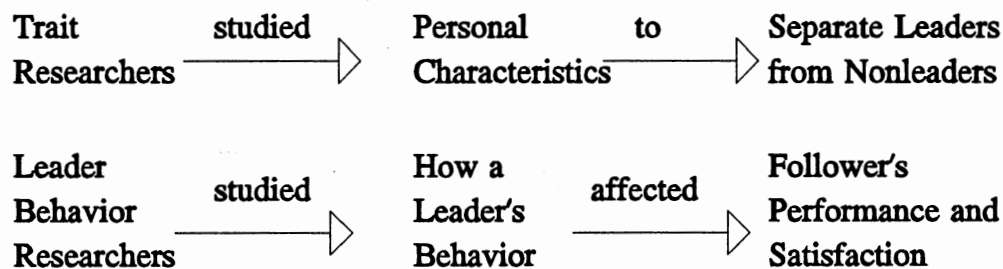 Trait studied Personal to Separate Leaders
Researchers Characteristics from Nonleaders
Leader How a Follower's
Behavior studied Leader's affected Performance and
Researchers Behavior Satisfaction